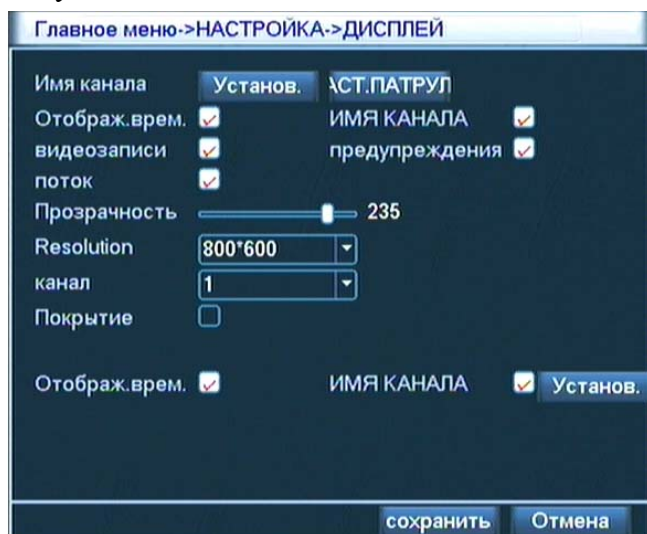 Главное меню->НАСТРОЙКА->ДИСПЛЕЙ
Имя канала Установ. АСТ.ПАТРУЛ
Отображ.врем. ИМЯ КАНАЛА
видеозаписи предупреждения
поток
Прозрачность 235
Resolution 800*600
канал 1
Покрытие
Отображ.врем. ИМЯ КАНАЛА Установ.
сохранить Отмена